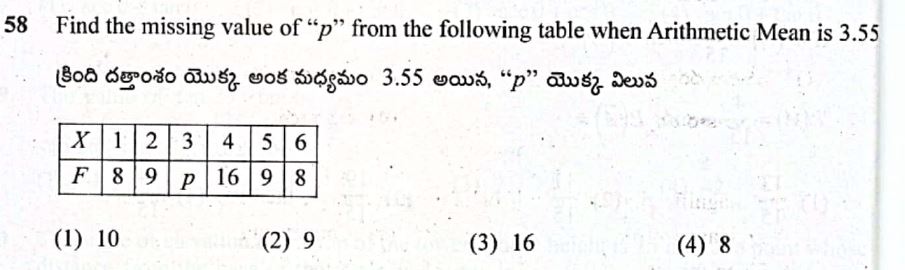 58 Find the missing value of “p” from the following table when Arithmetic Mean is 3.55
క్రింది దత్తాంశం యొక్క అంక మధ్యమం 3.55 అయిన, “p” యొక్క విలువ
X 1 2 3 4 5 6
F 8 9 p 16 9 8
(1) 10 (2) 9 (3) 16 (4) 8